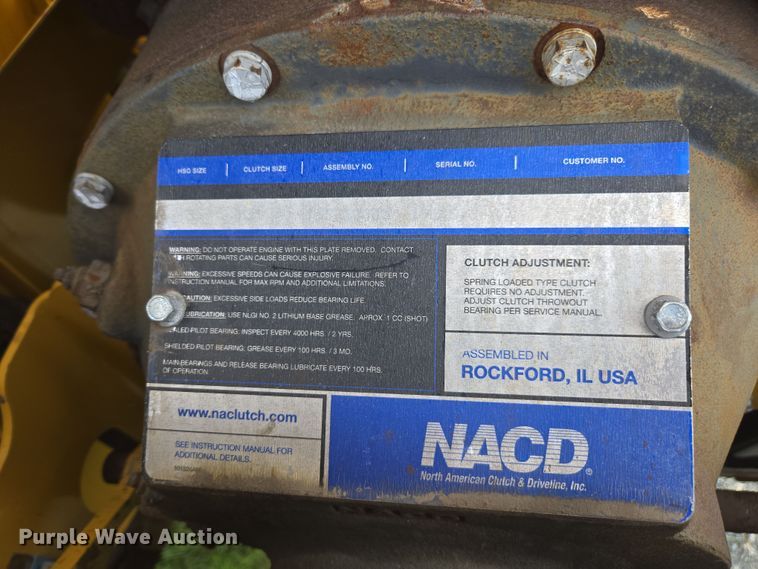 HSG SIZE CLUTCH SIZE ASSEMBLY NO. SERIAL NO. CUSTOMER NO.
WARNING: DO NOT OPERATE ENGINE WITH THIS PLATE REMOVED. CONTACT
ROTATING PARTS CAN CAUSE SERIOUS INJURY.
WARNING: EXCESSIVE SPEEDS CAN CAUSE EXPLOSIVE FAILURE. REFER TO
INSTRUCTION MANUAL FOR MAX RPM AND ADDITIONAL LIMITATIONS.
CAUTION: EXCESSIVE SIDE LOADS REDUCE BEARING LIFE.
LUBRICATION: USE NLGI NO. 2 LITHIUM BASE GREASE. APROX. 1 CC (SHOT)
SEALED PILOT BEARING: INSPECT EVERY 4000 HRS. / 2 YRS.
SHIELDED PILOT BEARING: GREASE EVERY 100 HRS. / 3 MO.
MAIN BEARINGS AND RELEASE BEARING LUBRICATE EVERY 100 HRS.
OF OPERATION.
CLUTCH ADJUSTMENT:
SPRING LOADED TYPE CLUTCH
REQUIRES NO ADJUSTMENT.
ADJUST CLUTCH THROWOUT
BEARING PER SERVICE MANUAL.
ASSEMBLED IN
ROCKFORD, IL USA
www.naclutch.com
SEE INSTRUCTION MANUAL FOR
ADDITIONAL DETAILS.
NACD®
North American Clutch & Driveline, Inc.
Purple Wave Auction